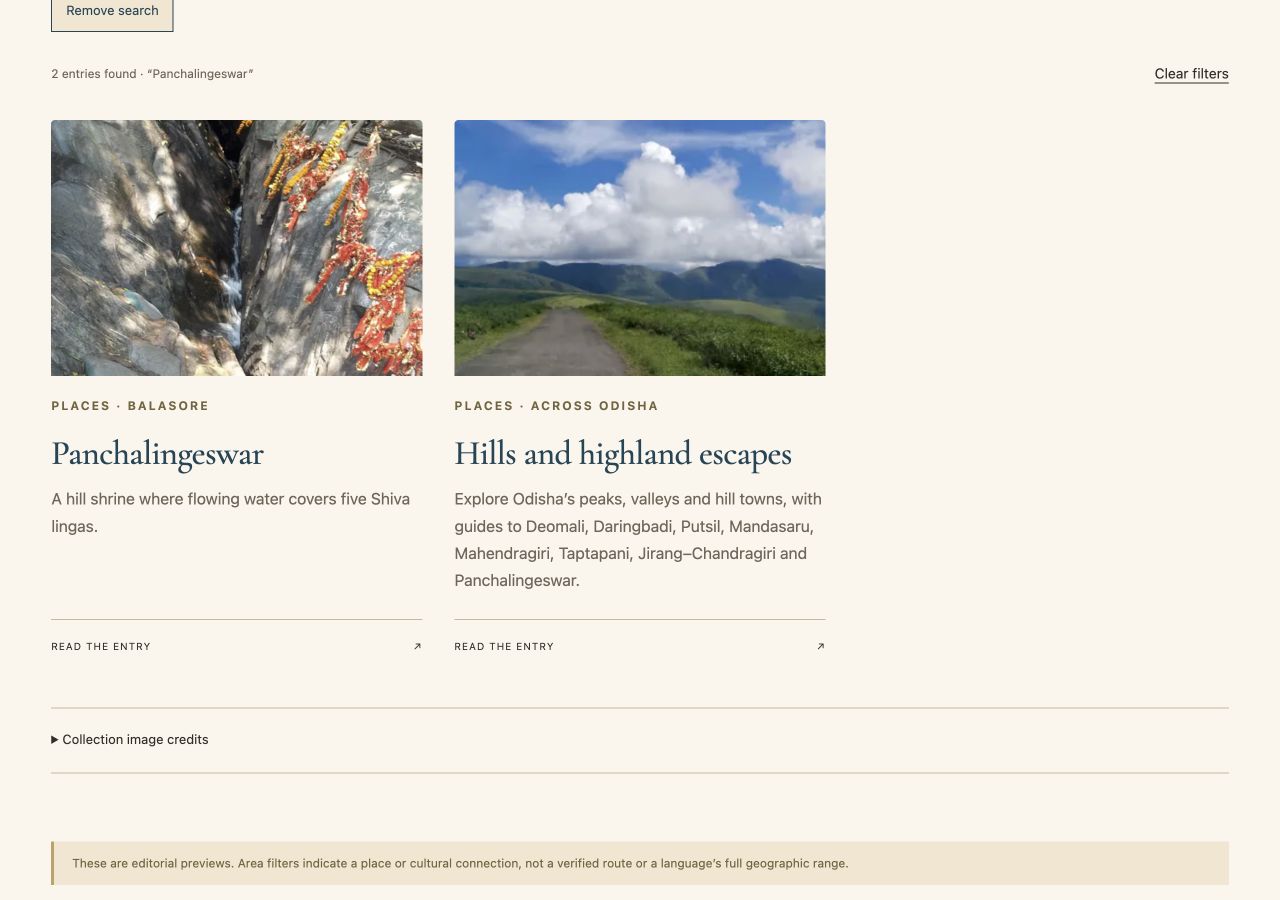 Remove search
2 entries found · “Panchalingeswar”
Clear filters
PLACES · BALASORE
Panchalingeswar
A hill shrine where flowing water covers five Shiva
lingas.
READ THE ENTRY ↗
PLACES · ACROSS ODISHA
Hills and highland escapes
Explore Odisha’s peaks, valleys and hill towns, with
guides to Deomali, Daringbadi, Putsil, Mandasaru,
Mahendragiri, Taptapani, Jirang–Chandragiri and
Panchalingeswar.
READ THE ENTRY ↗
▶ Collection image credits
These are editorial previews. Area filters indicate a place or cultural connection, not a verified route or a language’s full geographic range.